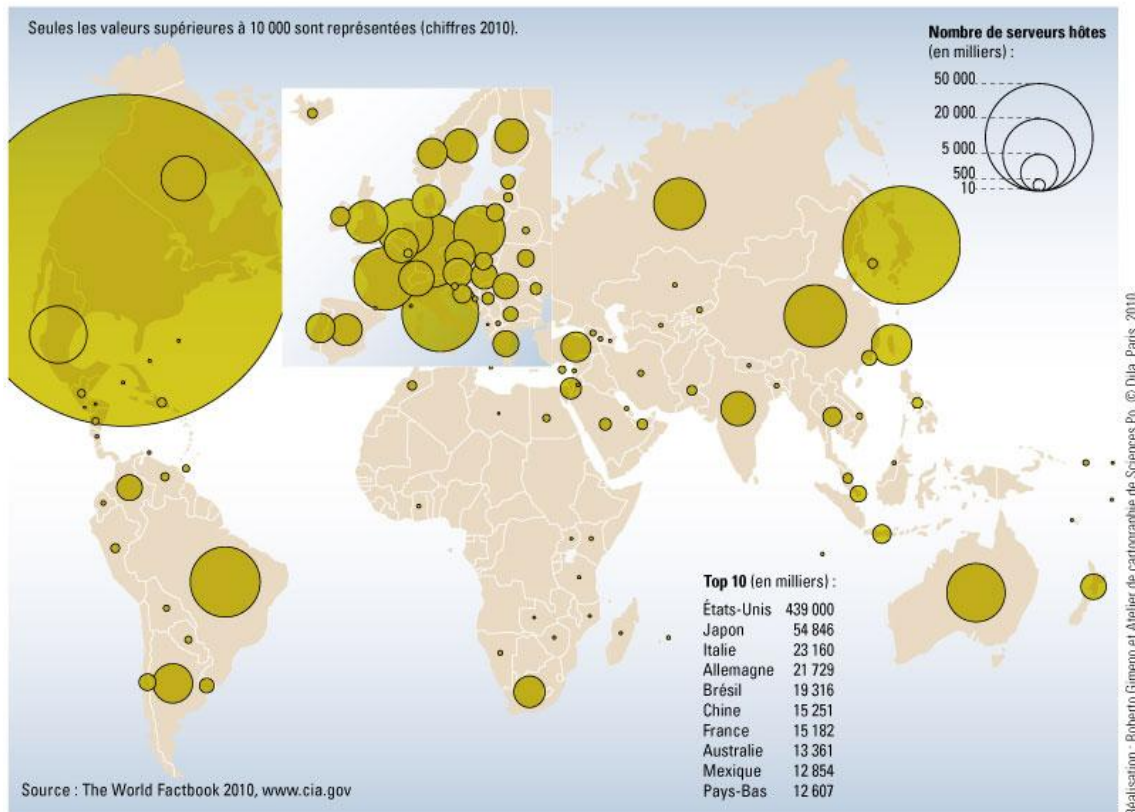 Seules les valeurs supérieures à 10 000 sont représentées (chiffres 2010).
Nombre de serveurs hôtes
(en milliers) :
50 000
20 000
5 000
500
10
Top 10 (en milliers) :
États-Unis 439 000
Japon 54 846
Italie 23 160
Allemagne 21 729
Brésil 19 316
Chine 15 251
France 15 182
Australie 13 361
Mexique 12 854
Pays-Bas 12 607
Source : The World Factbook 2010, www.cia.gov
Réalisation : Roberto Gimeno et Atelier de cartographie de Sciences Po. © Dila, Paris, 2010